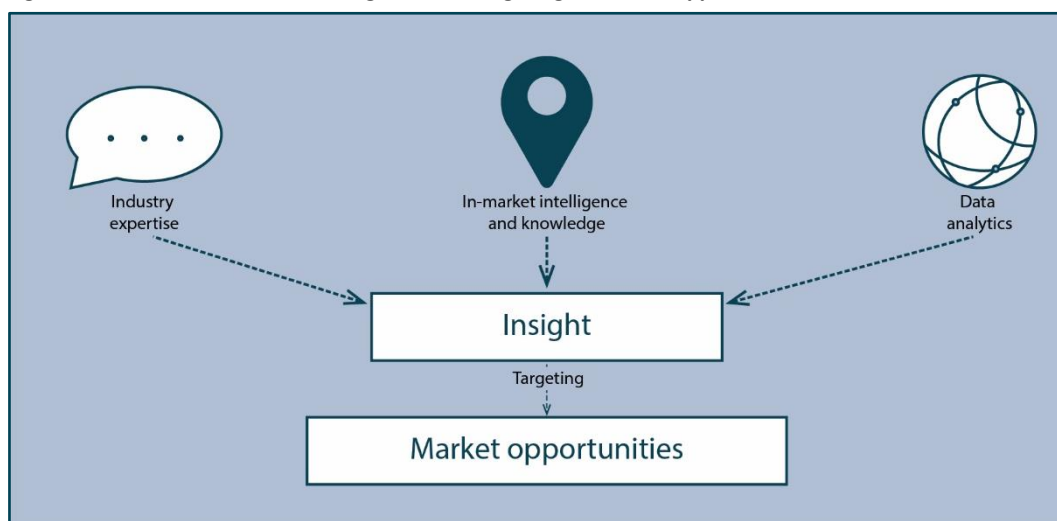 Industry
expertise
In-market intelligence
and knowledge
Data
analytics
Insight
Targeting
Market opportunities